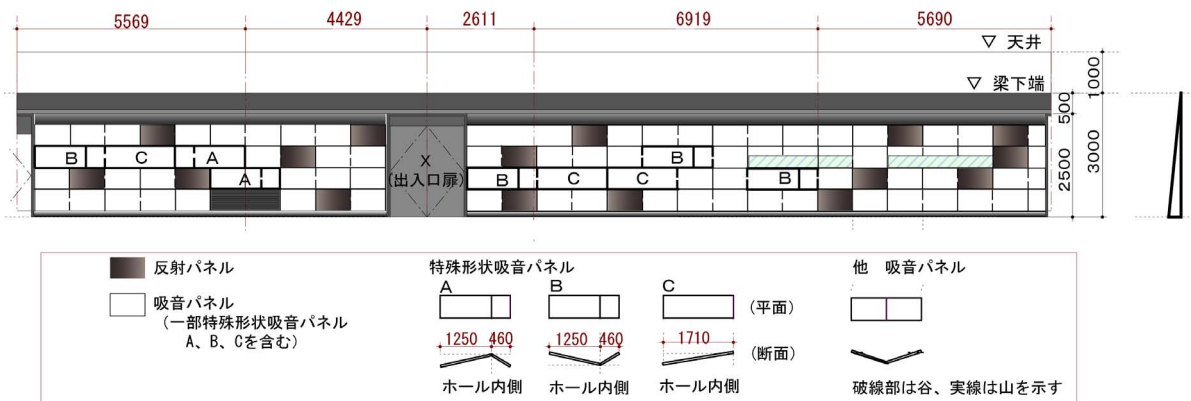 5569 4429 2611 6919 5690
▽ 天井
1000
▽ 梁下端
500
2500
3000
B C A
A
X
(出入口扉)
B
B C C B
反射パネル
吸音パネル
(一部特殊形状吸音パネル
A、B、Cを含む)
特殊形状吸音パネル
A B C
(平面)
1250 460 1250 460 1710
(断面)
ホール内側 ホール内側 ホール内側
他 吸音パネル
破線部は谷、実線は山を示す